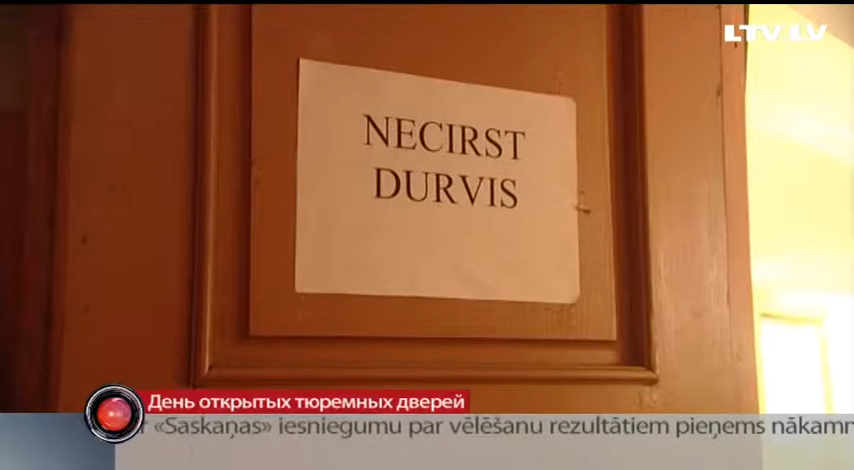 LTV LV
NECIRST
DURVIS
День открытых тюремных дверей
«Saskaņas» iesniegumu par vēlēšanu rezultātiem pieņems